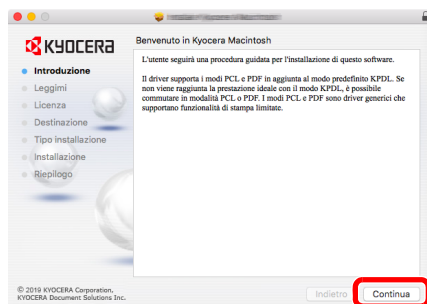 KYOCERA
Benvenuto in Kyocera Macintosh
Introduzione
Leggimi
Licenza
Destinazione
Tipo installazione
Installazione
Riepilogo
L'utente seguirà una procedura guidata per l'installazione di questo software.
Il driver supporta i modi PCL e PDF in aggiunta al modo predefinito KPDL. Se
non viene raggiunta la prestazione ideale con il modo KPDL, è possibile
commutare in modalità PCL o PDF. I modi PCL e PDF sono driver generici che
supportano funzionalità di stampa limitate.
© 2019 KYOCERA Corporation,
KYOCERA Document Solutions Inc.
Indietro
Continua